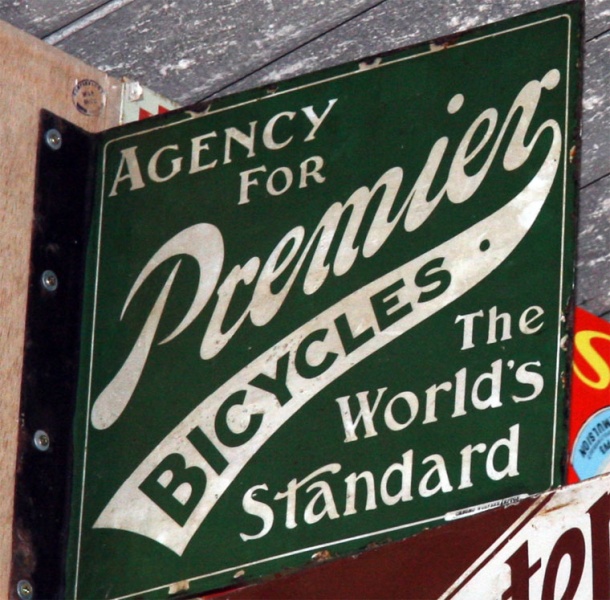 AGENCY
FOR
Premier
BICYCLES.
The
World's
Standard